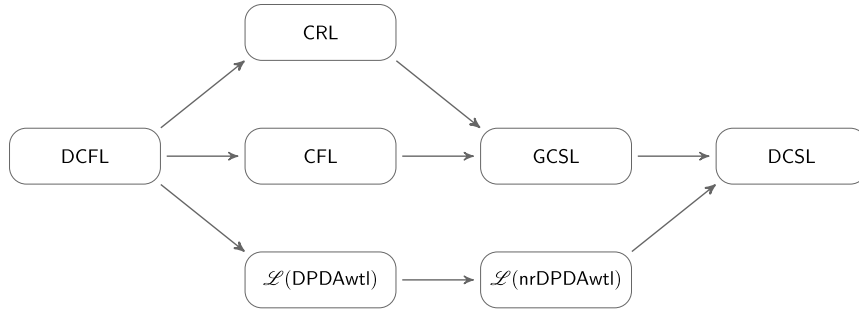 CRL
DCFL
CFL
GCSL
DCSL
ℒ(DPDAwtl)
ℒ(nrDPDAwtl)